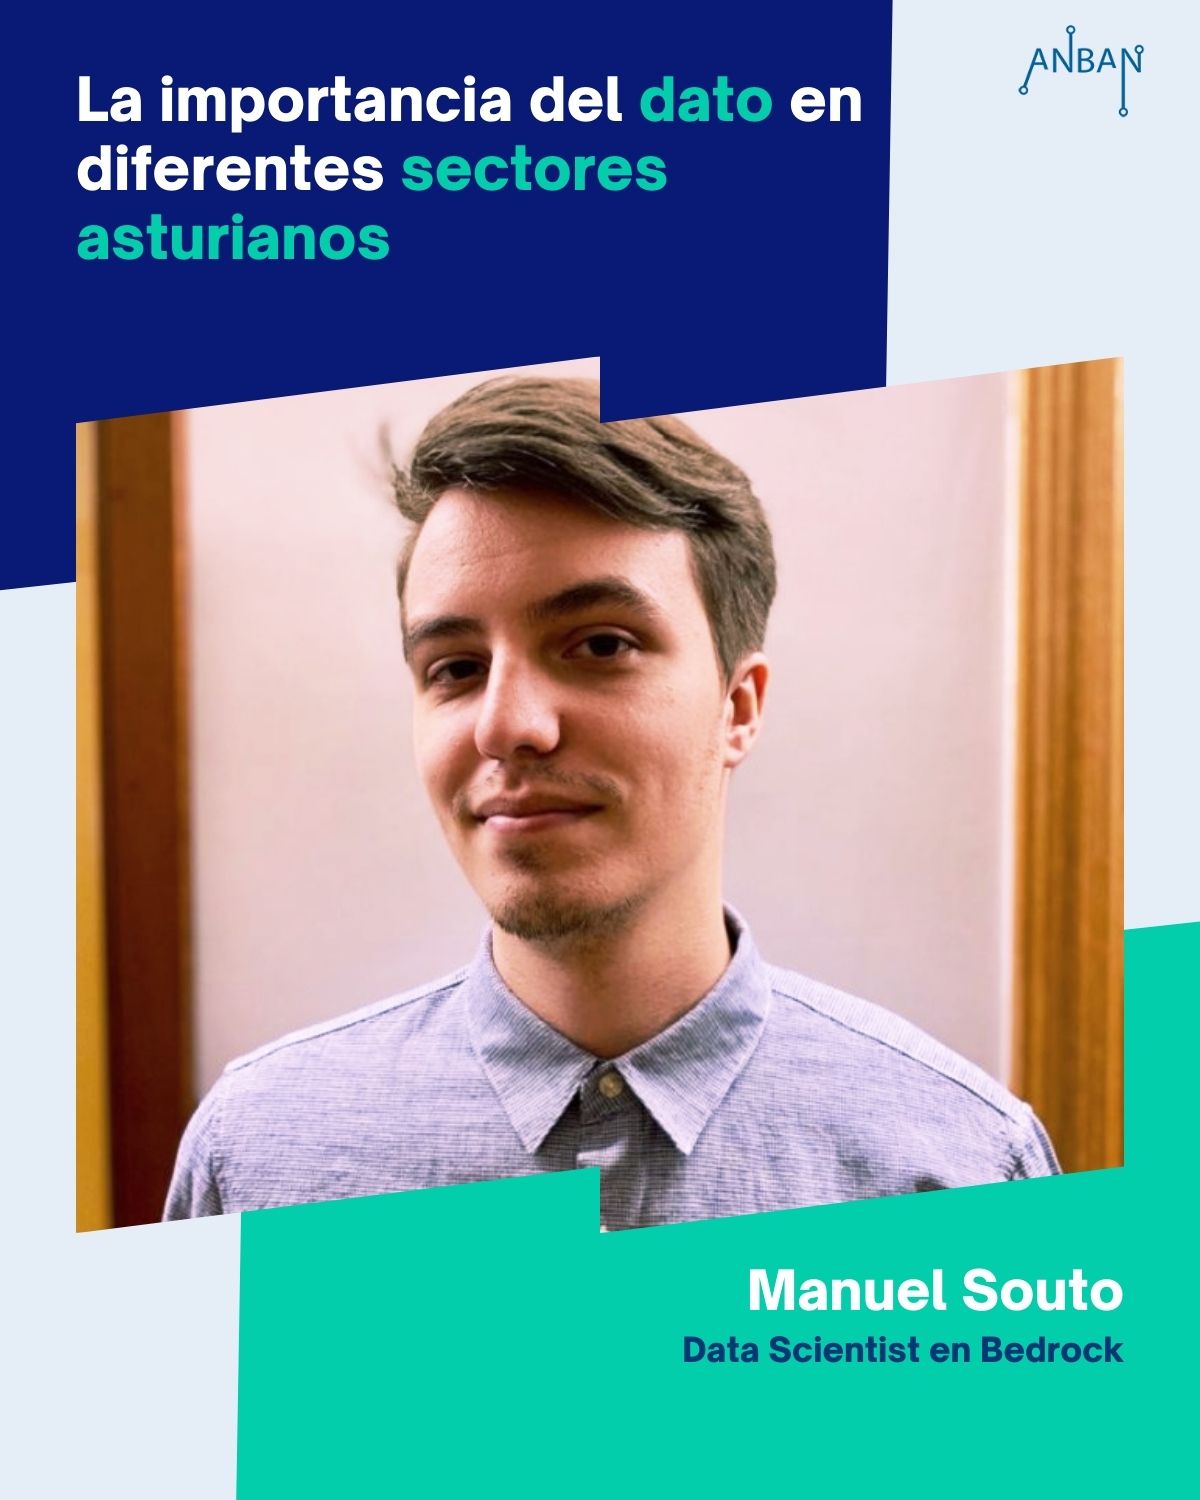 ANBAN
La importancia del dato en
diferentes sectores
asturianos
Manuel Souto
Data Scientist en Bedrock